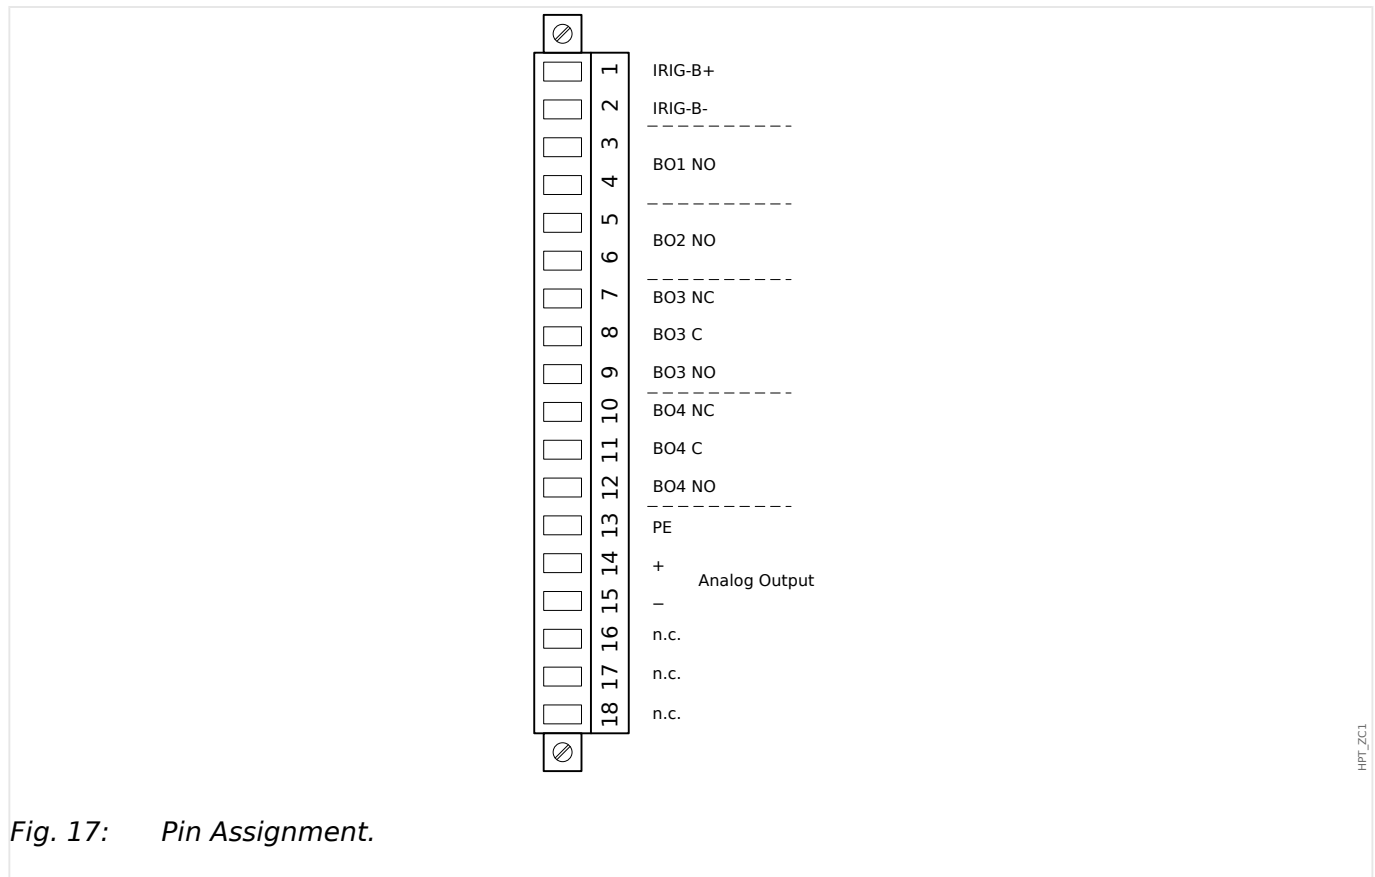 1 IRIG-B+
2 IRIG-B-
3
BO1 NO
4
5
BO2 NO
6
7 BO3 NC
8 BO3 C
9 BO3 NO
10 BO4 NC
11 BO4 C
12 BO4 NO
13 PE
14 +
Analog Output
15 −
16 n.c.
17 n.c.
18 n.c.
HPT_ZC1
Fig. 17: Pin Assignment.